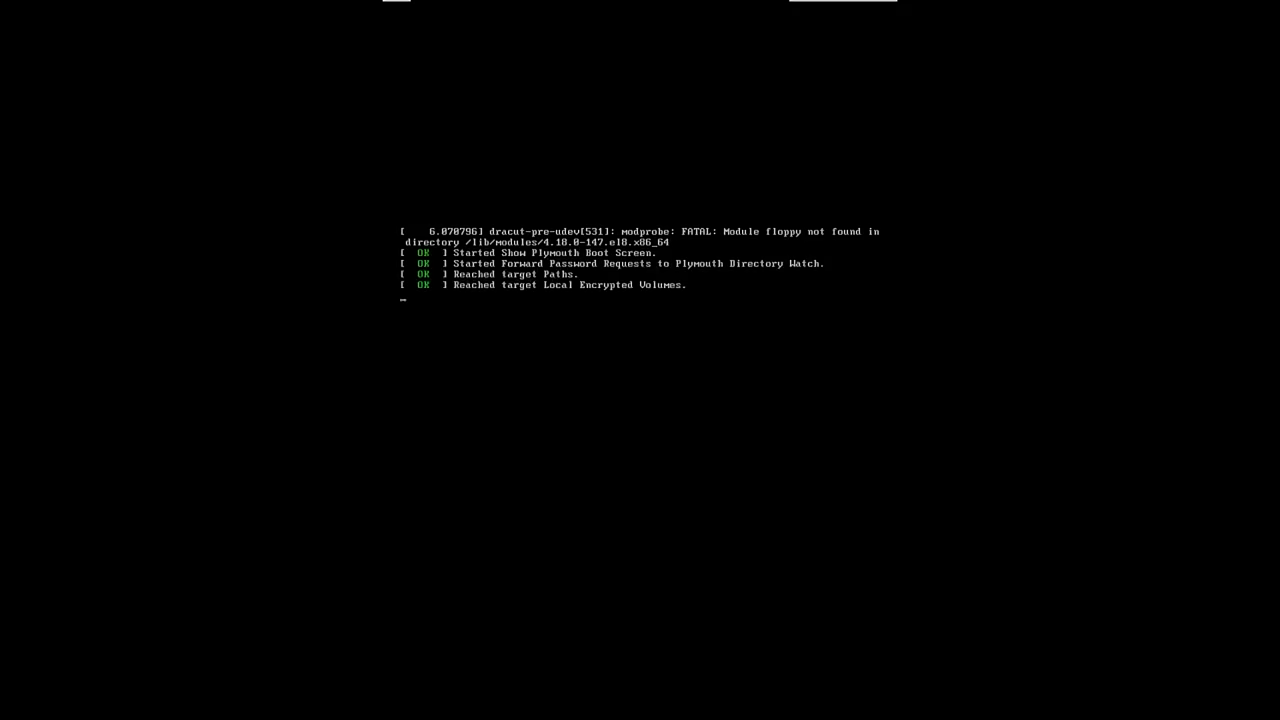 [    6.070796] dracut-pre-udev[531]: modprobe: FATAL: Module floppy not found in
directory /lib/modules/4.18.0-147.el8.x86_64
[  OK  ] Started Show Plymouth Boot Screen.
[  OK  ] Started Forward Password Requests to Plymouth Directory Watch.
[  OK  ] Reached target Paths.
[  OK  ] Reached target Local Encrypted Volumes.